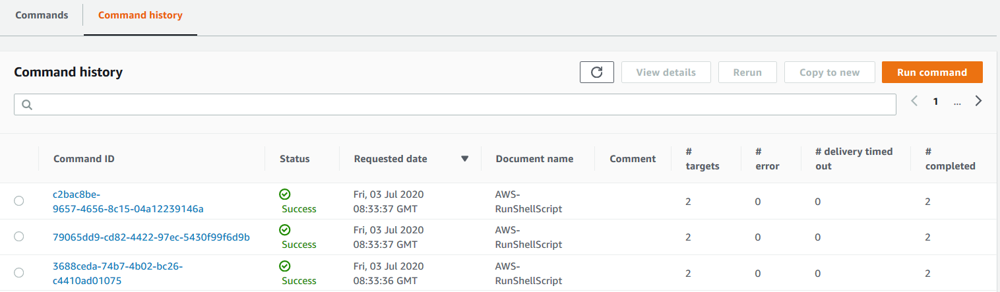 Commands
Command history
Command history
View details
Rerun
Copy to new
Run command
1
...
Command ID
Status
Requested date
Document name
Comment
#
targets
#
error
# delivery timed
out
#
completed
c2bac8be-
9657-4656-8c15-04a12239146a
Success
Fri, 03 Jul 2020
08:33:37 GMT
AWS-
RunShellScript
2
0
0
2
79065dd9-cd82-4422-97ec-5430f99f6d9b
Success
Fri, 03 Jul 2020
08:33:37 GMT
AWS-
RunShellScript
2
0
0
2
3688ceda-74b7-4b02-bc26-
c4410ad01075
Success
Fri, 03 Jul 2020
08:33:36 GMT
AWS-
RunShellScript
2
0
0
2